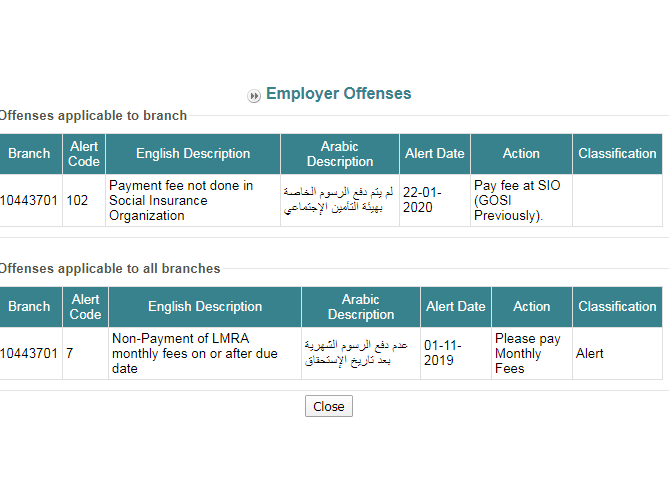 Employer Offenses
Offenses applicable to branch
Branch Alert Code English Description Arabic Description Alert Date Action Classification
10443701 102 Payment fee not done in Social Insurance Organization لم يتم دفع الرسوم الخاصة بهيئة التأمين الإجتماعي 22-01-2020 Pay fee at SIO (GOSI Previously).
Offenses applicable to all branches
Branch Alert Code English Description Arabic Description Alert Date Action Classification
10443701 7 Non-Payment of LMRA monthly fees on or after due date عدم دفع الرسوم الشهرية بعد تاريخ الإستحقاق 01-11-2019 Please pay Monthly Fees Alert
Close